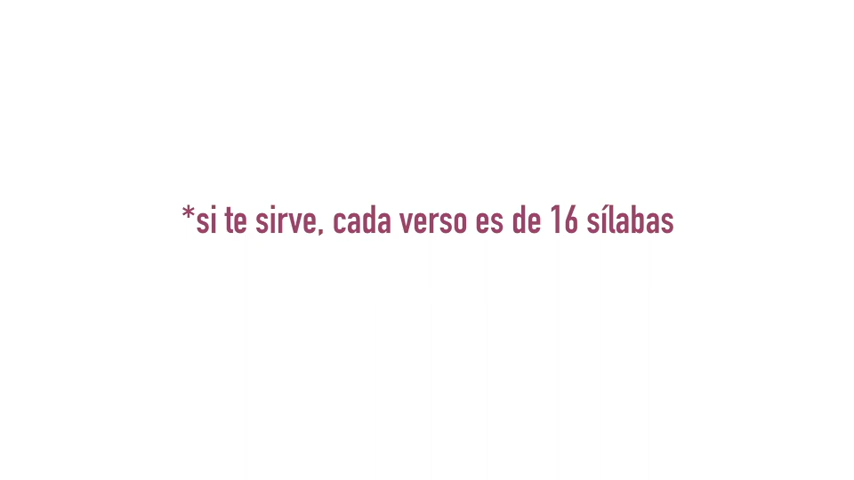 *si te sirve, cada verso es de 16 sílabas